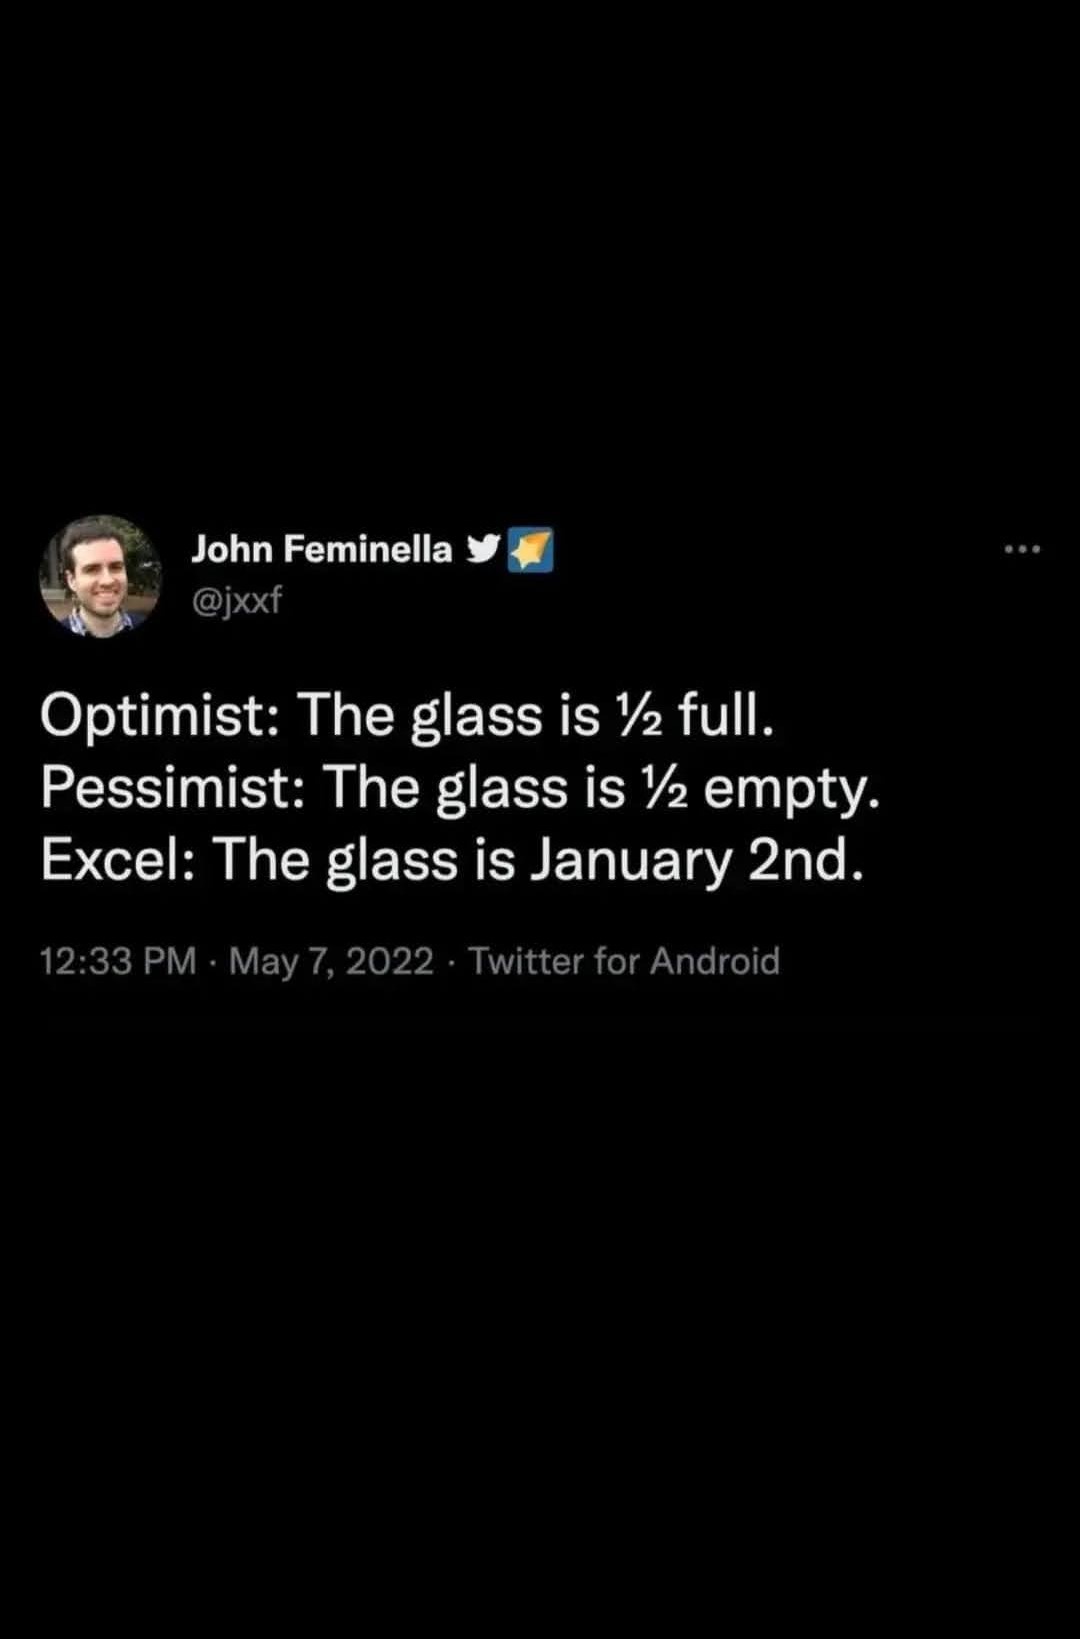 John Feminella
@jxxf
Optimist: The glass is ½ full.
Pessimist: The glass is ½ empty.
Excel: The glass is January 2nd.
12:33 PM · May 7, 2022 · Twitter for Android